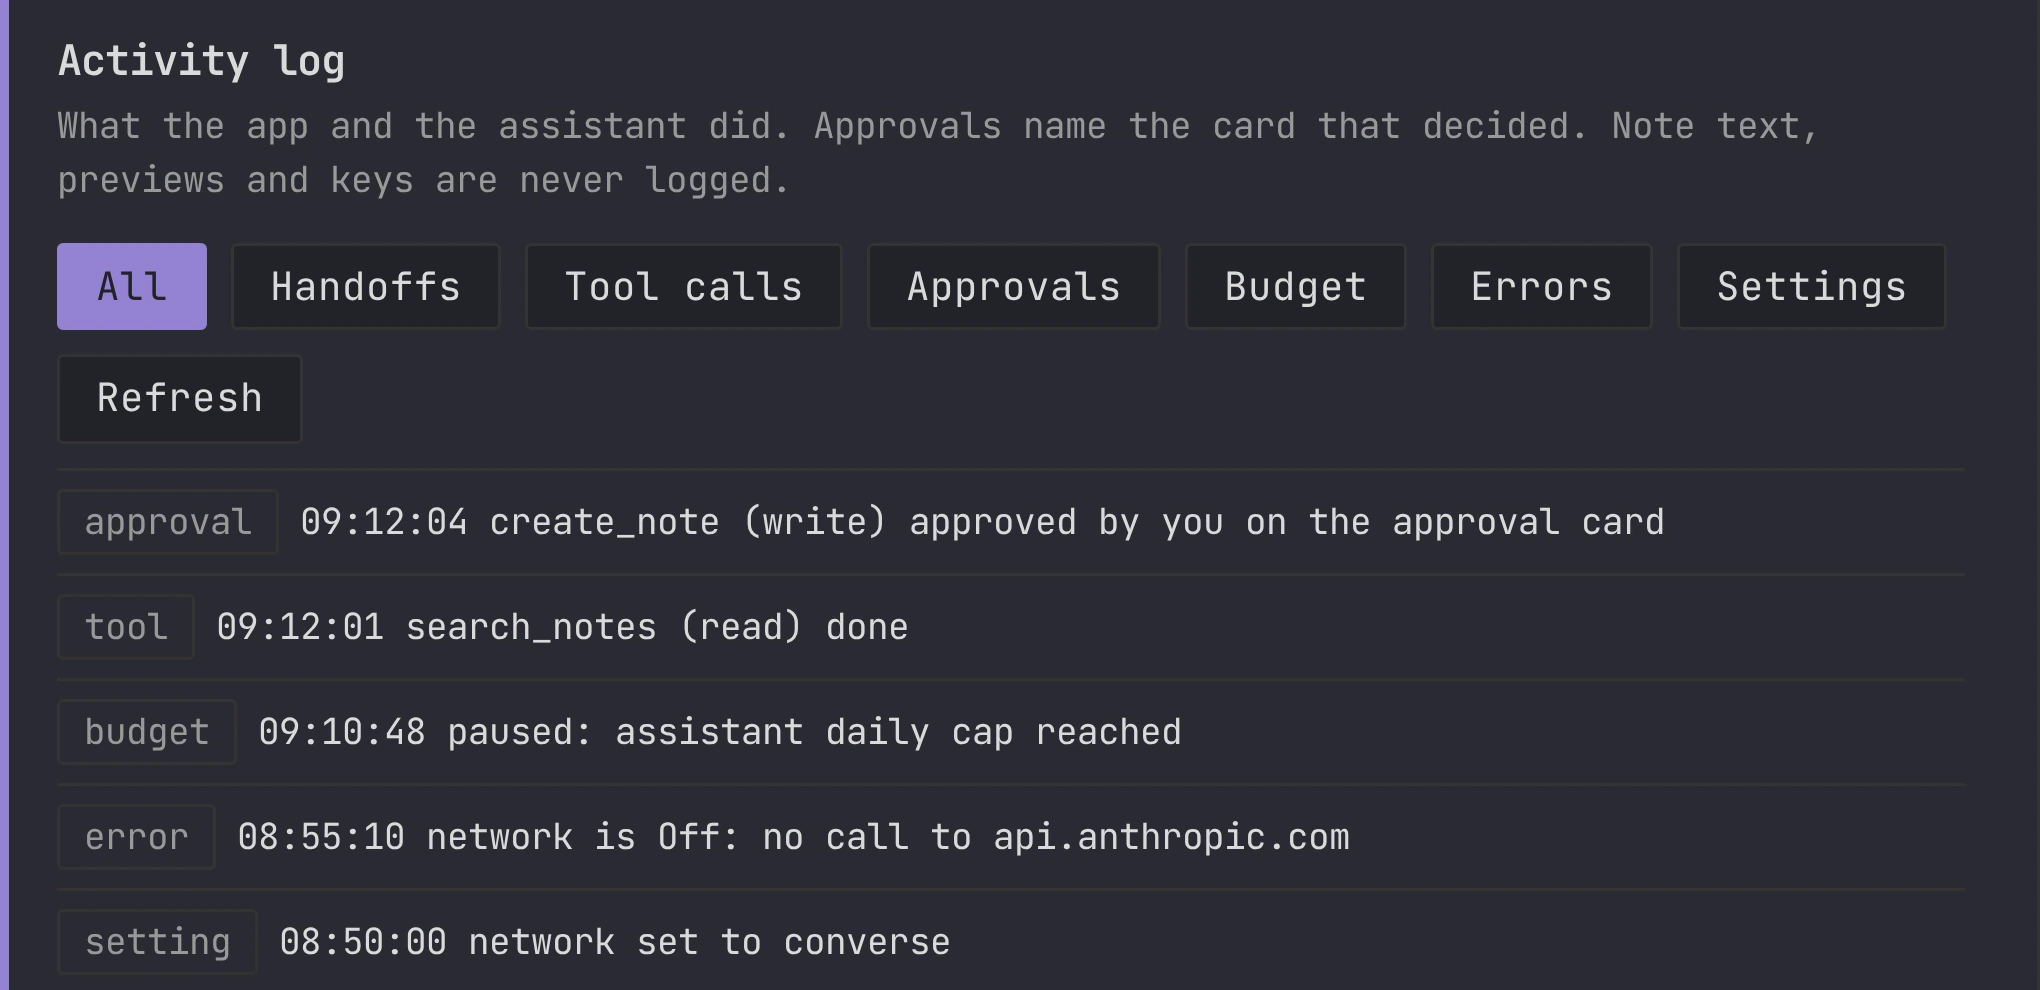 Activity log
What the app and the assistant did. Approvals name the card that decided. Note text,
previews and keys are never logged.
All Handoffs Tool calls Approvals Budget Errors Settings
Refresh
approval 09:12:04 create_note (write) approved by you on the approval card
tool 09:12:01 search_notes (read) done
budget 09:10:48 paused: assistant daily cap reached
error 08:55:10 network is Off: no call to api.anthropic.com
setting 08:50:00 network set to converse